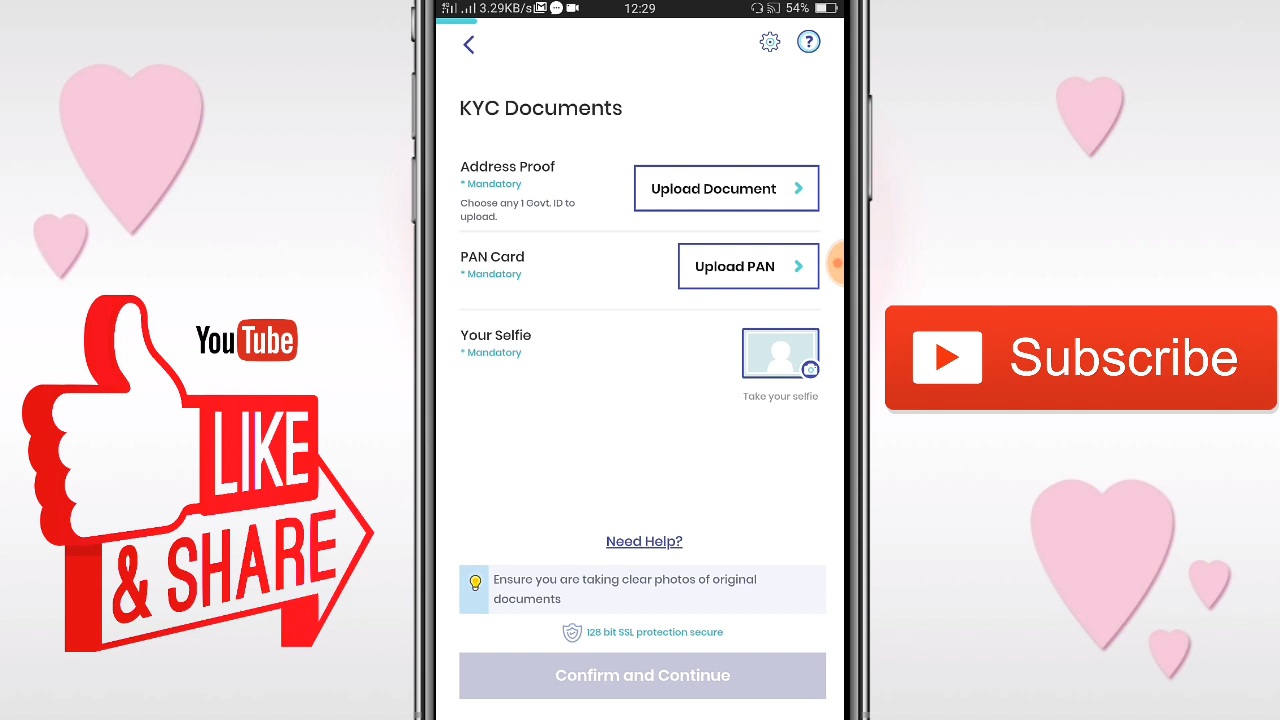 3.29KB/s
12:29
54%
?
KYC Documents
Address Proof
* Mandatory
Choose any 1 Govt. ID to
upload.
Upload Document
PAN Card
* Mandatory
Upload PAN
Your Selfie
* Mandatory
Take your selfie
Need Help?
Ensure you are taking clear photos of original
documents
128 bit SSL protection secure
Confirm and Continue
YouTube
LIKE
& SHARE
Subscribe